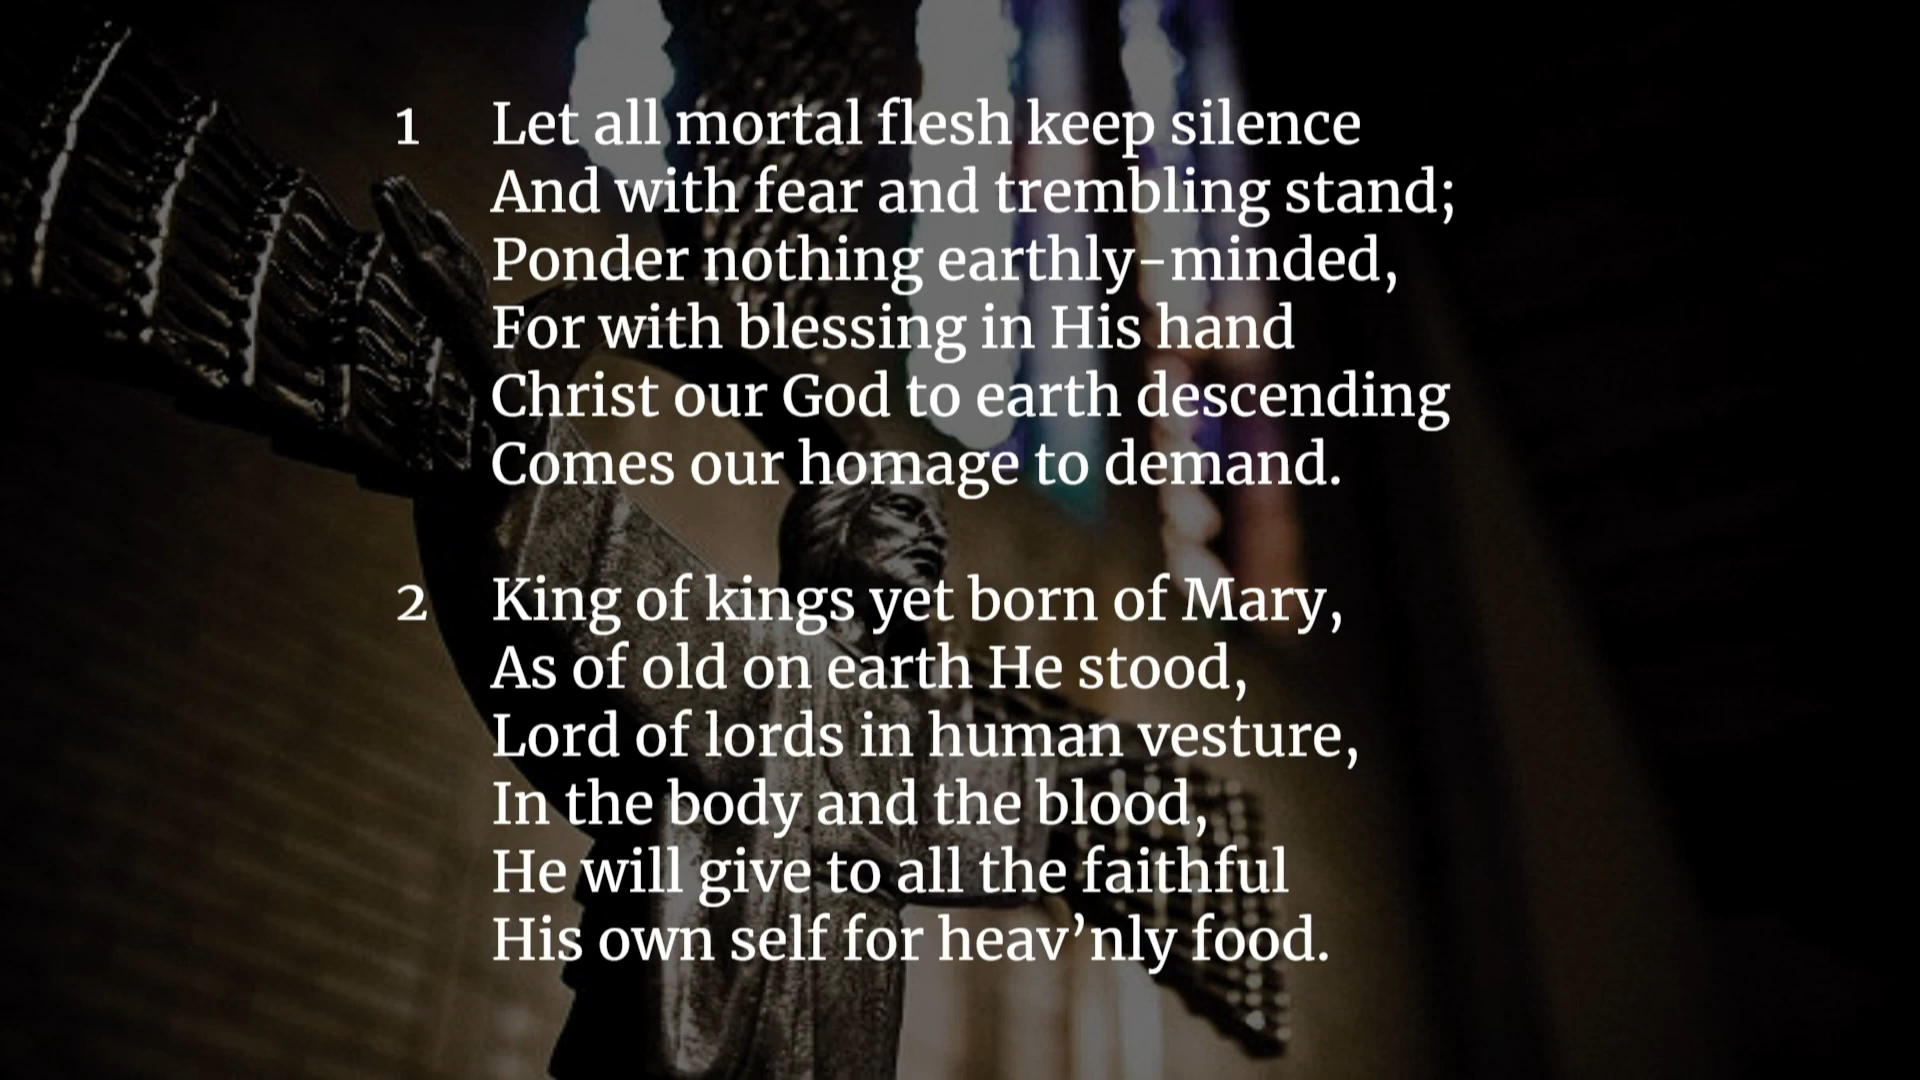 1 Let all mortal flesh keep silence
And with fear and trembling stand;
Ponder nothing earthly-minded,
For with blessing in His hand
Christ our God to earth descending
Comes our homage to demand.
2 King of kings yet born of Mary,
As of old on earth He stood,
Lord of lords in human vesture,
In the body and the blood,
He will give to all the faithful
His own self for heav’nly food.